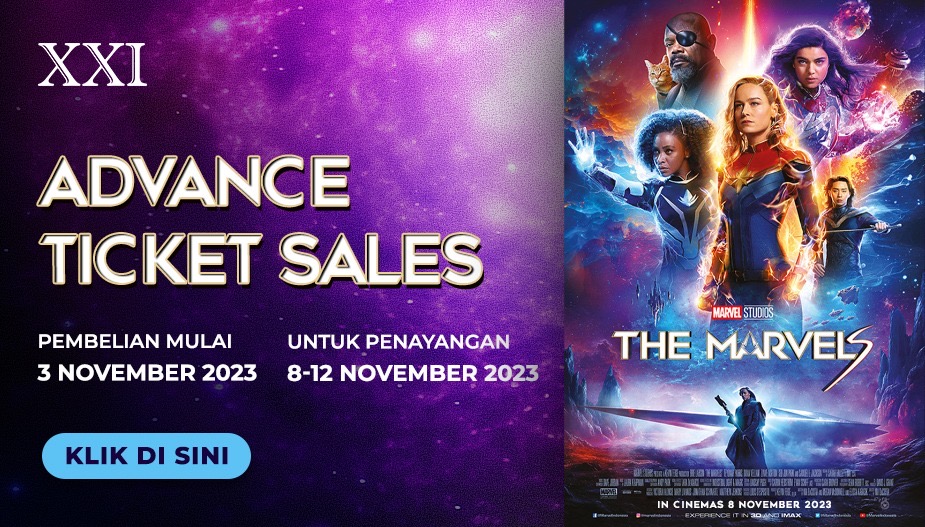 XXI
ADVANCE
TICKET SALES
PEMBELIAN MULAI
3 NOVEMBER 2023
UNTUK PENAYANGAN
8-12 NOVEMBER 2023
KLIK DI SINI
MARVEL STUDIOS
THE MARVELS
IN CINEMAS 8 NOVEMBER 2023
EXPERIENCE IT IN 3D AND IMAX